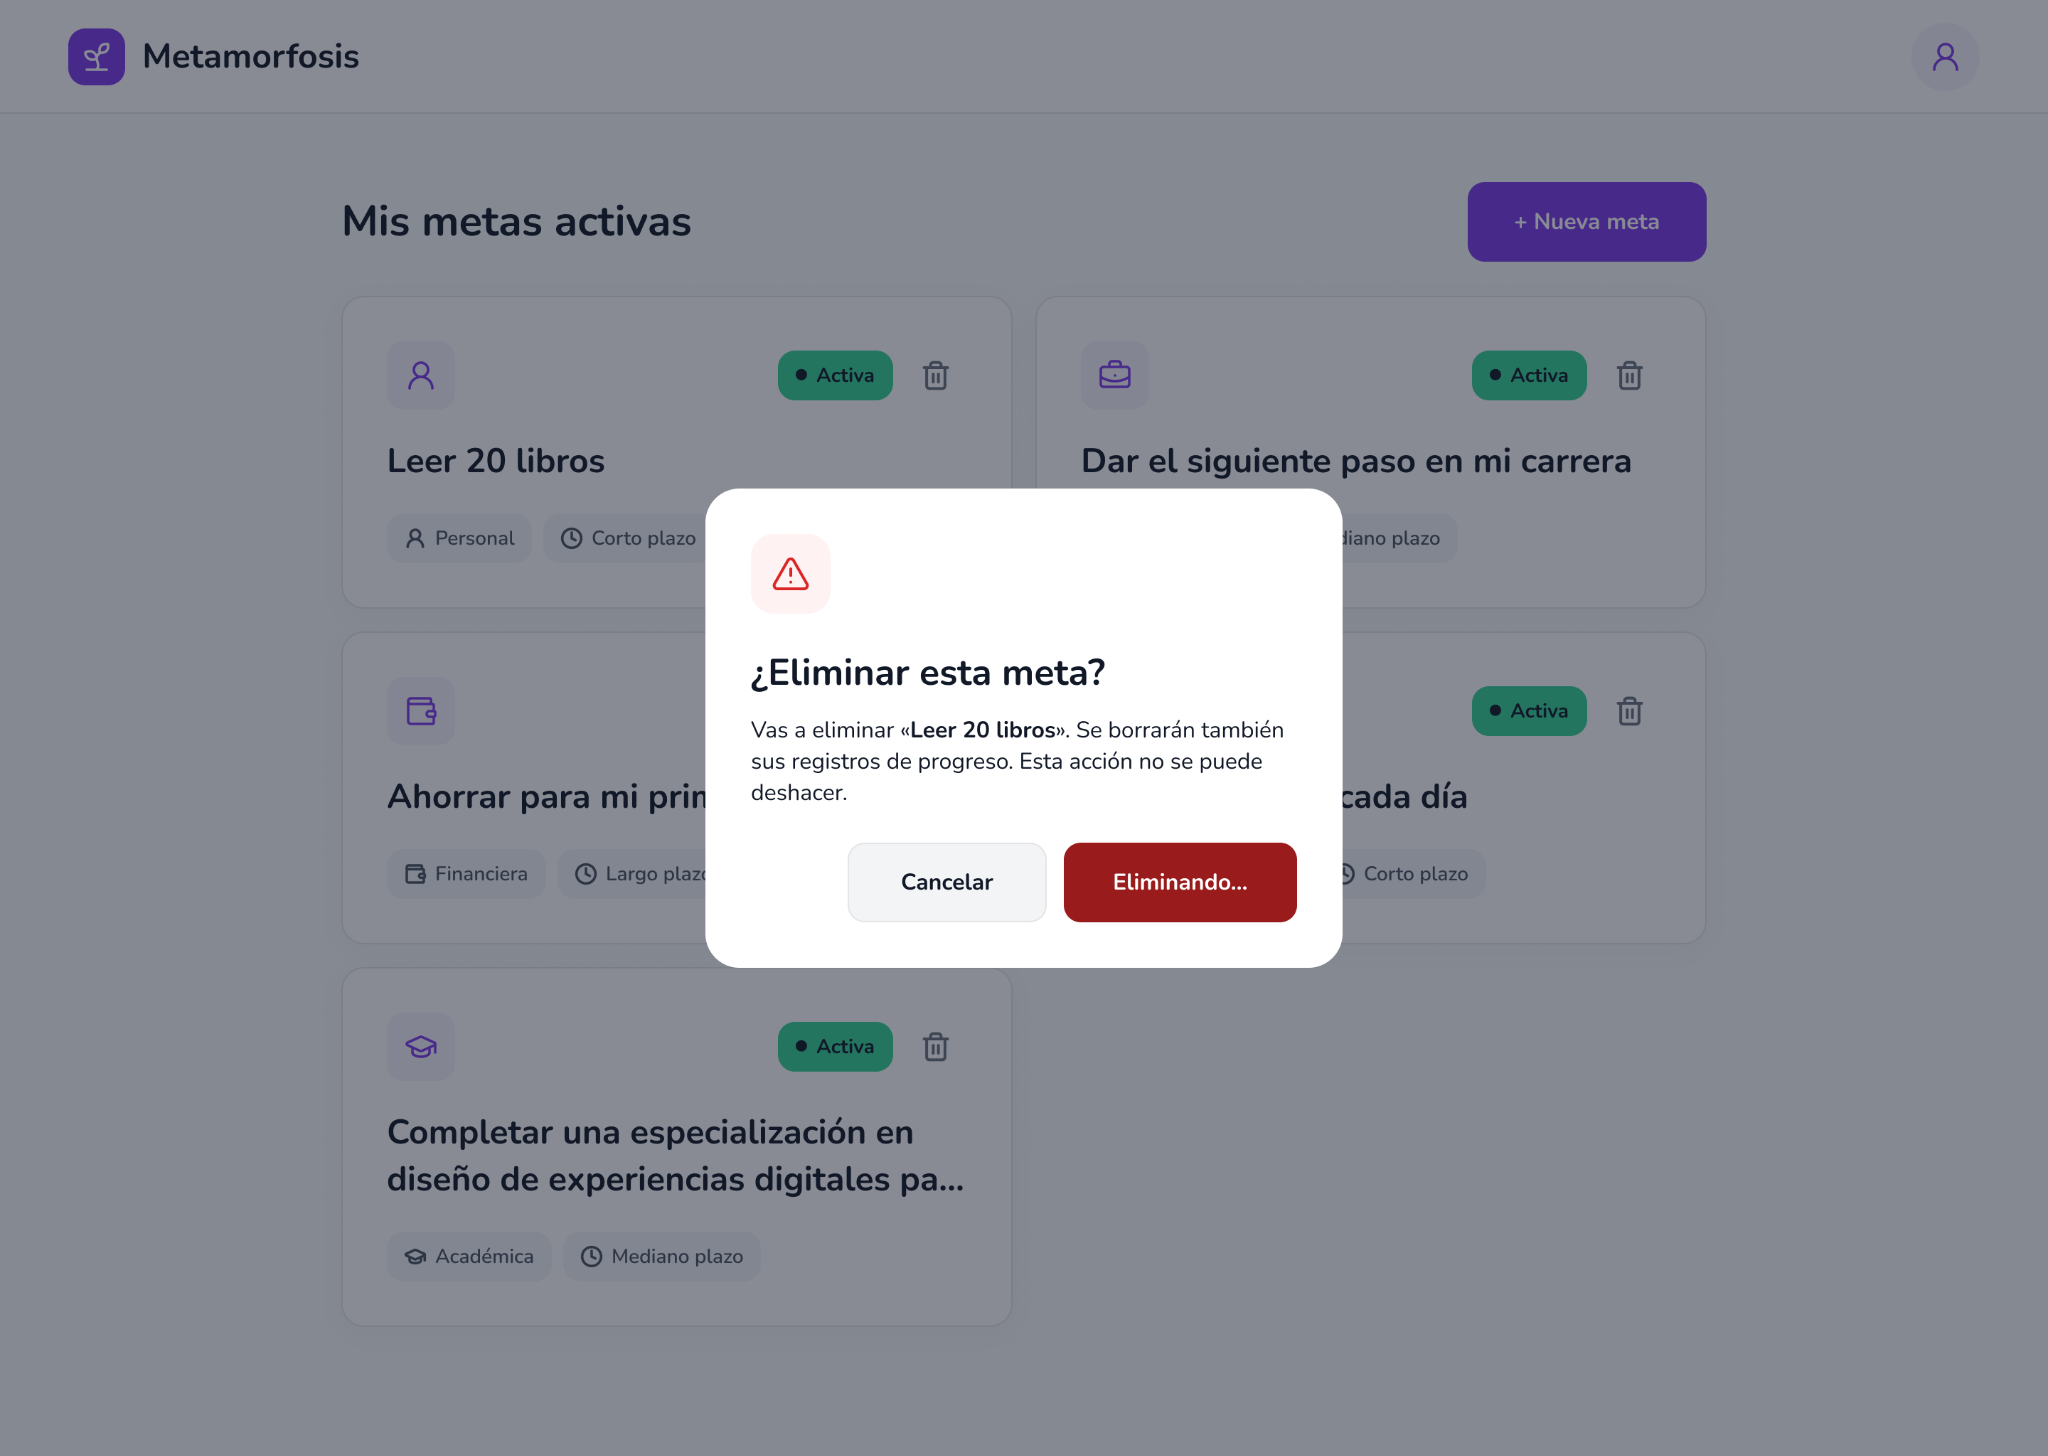 Metamorfosis
Mis metas activas
+ Nueva meta
Activa
Leer 20 libros
Personal
Corto plazo
Activa
Dar el siguiente paso en mi carrera
plazo
¿Eliminar esta meta?
Vas a eliminar «Leer 20 libros». Se borrarán también
sus registros de progreso. Esta acción no se puede
deshacer.
Cancelar
Eliminando...
Ahorrar para mi
Financiera
Largo plazo
Activa
cada día
Corto plazo
Activa
Completar una especialización en
diseño de experiencias digitales pa...
Académica
Mediano plazo